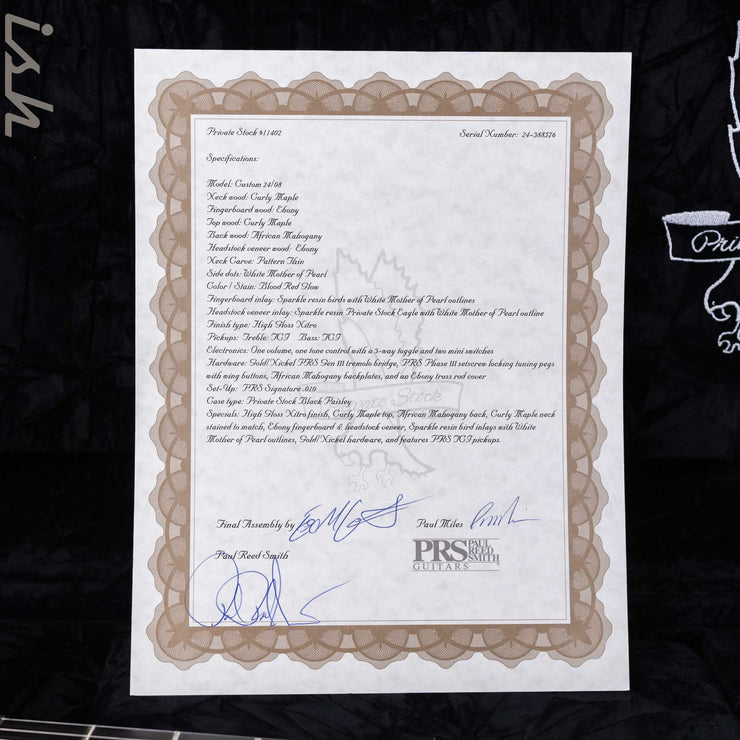 ish
Private Stock #11402 Serial Number: 24-388376
Specifications:
Model: Custom 24/08
Neck wood: Curly Maple
Fingerboard wood: Ebony
Top wood: Curly Maple
Back wood: African Mahogany
Headstock veneer wood: Ebony
Neck Carve: Pattern Thin
Side dots: White Mother of Pearl
Color / Stain: Blood Red Glow
Fingerboard inlay: Sparkle resin birds with White Mother of Pearl outlines
Headstock veneer inlay: Sparkle resin Private Stock Eagle with White Mother of Pearl outline
Finish type: High Gloss Nitro
Pickups: Treble: TCI Bass: TCI
Electronics: One volume, one tone control with a 3-way toggle and two mini switches
Hardware: Gold/Nickel PRS Gen III tremolo bridge, PRS Phase III setscrew locking tuning pegs
with wing buttons, African Mahogany backplates, and an Ebony truss rod cover
Set-Up: PRS Signature .010
Case type: Private Stock Black Paisley
Private Stock
Specials: High Gloss Nitro finish, Curly Maple top, African Mahogany back, Curly Maple neck
stained to match, Ebony fingerboard & headstock veneer, Sparkle resin bird inlays with White
Mother of Pearl outlines, Gold/Nickel hardware, and features PRS TCI pickups.
Final Assembly by Paul Miles
Paul Reed Smith
PRS PAUL REED SMITH
GUITARS
Pri